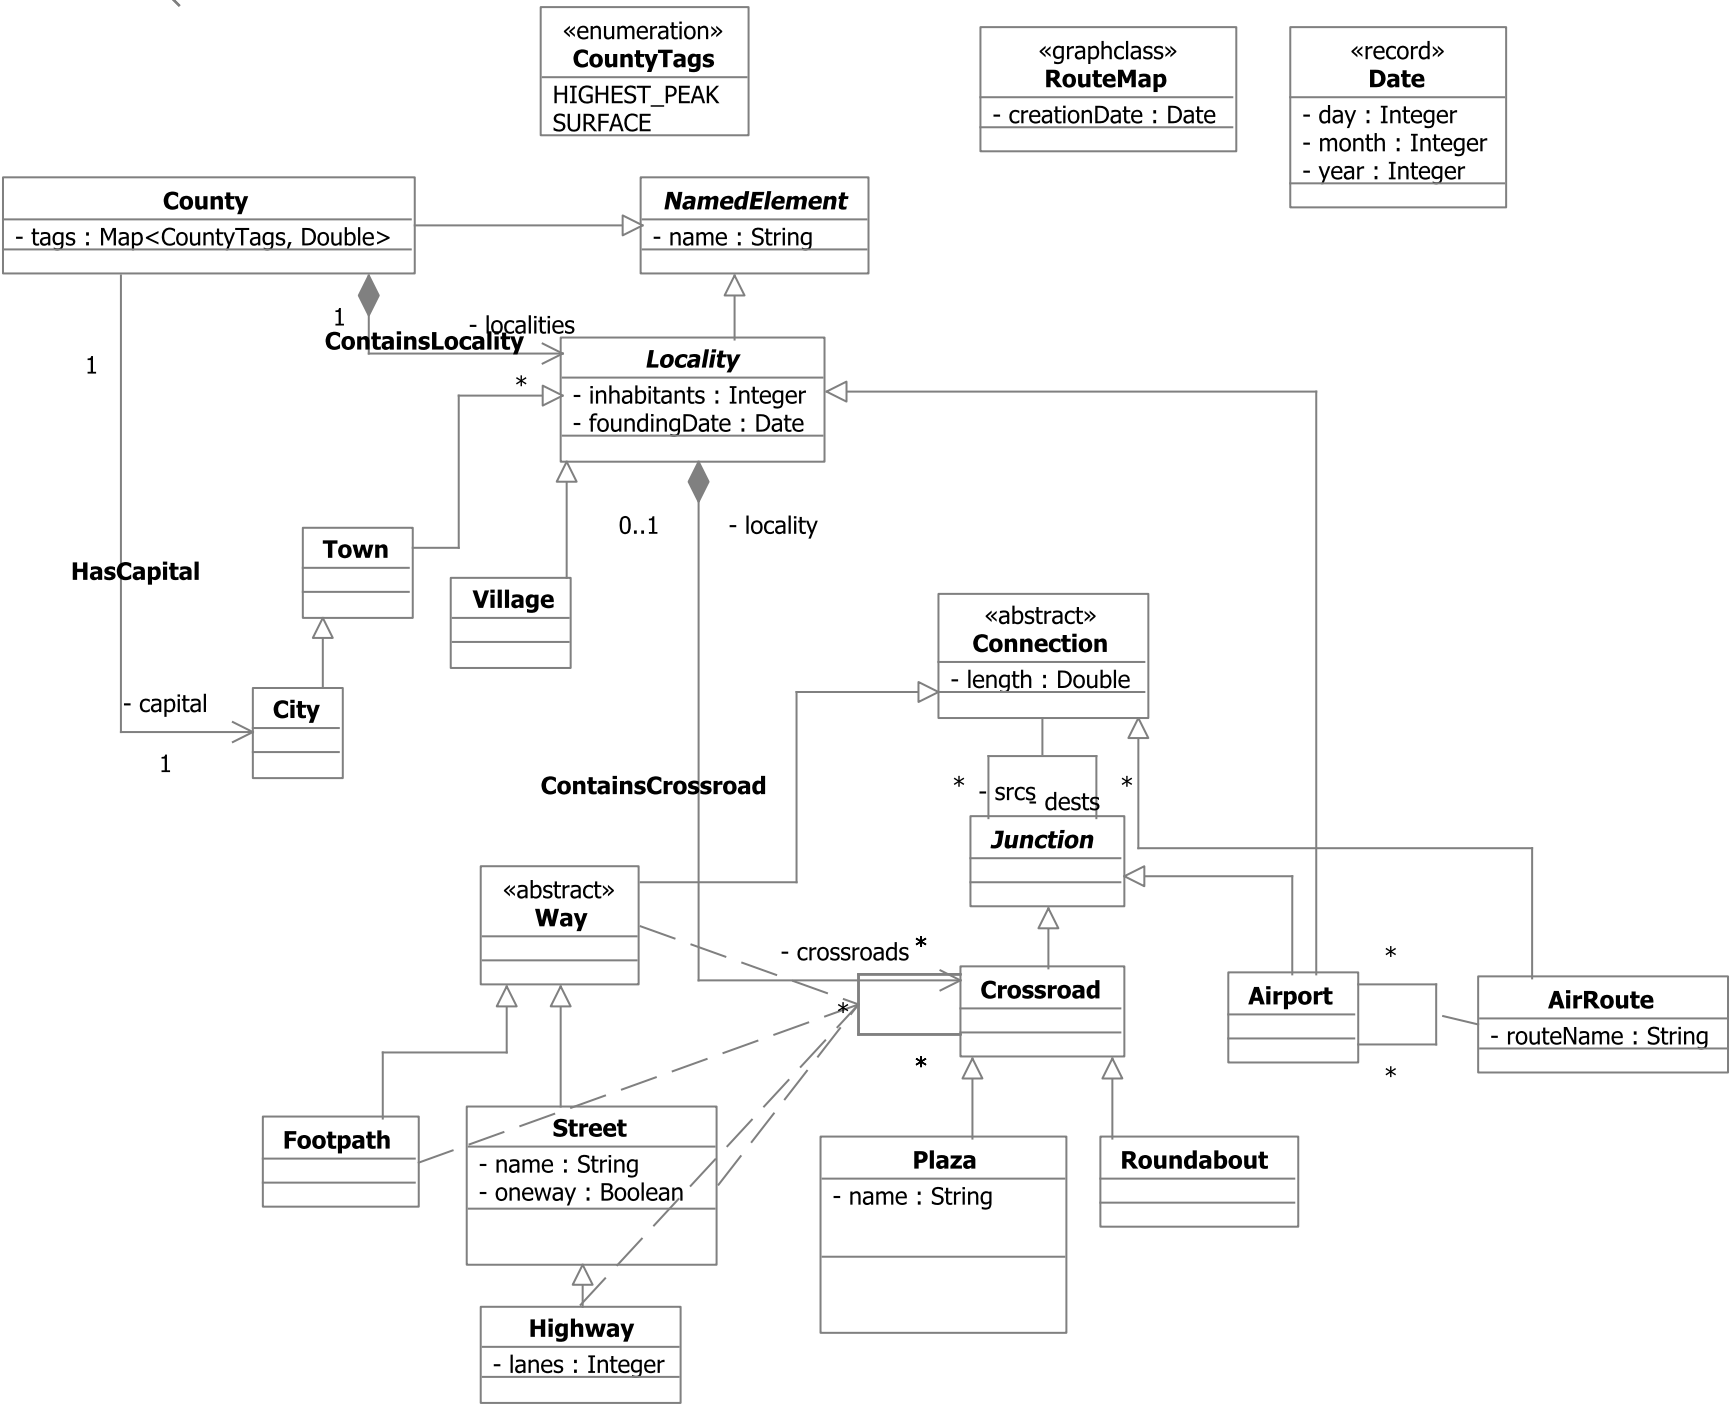 «enumeration»
CountyTags
HIGHEST_PEAK
SURFACE
«graphclass»
RouteMap
- creationDate : Date
«record»
Date
- day : Integer
- month : Integer
- year : Integer
County
- tags : Map<CountyTags, Double>
NamedElement
- name : String
1
- localities
ContainsLocality
1
*
Locality
- inhabitants : Integer
- foundingDate : Date
0..1
- locality
Town
HasCapital
Village
«abstract»
Connection
- length : Double
- capital
City
1
ContainsCrossroad
*
- srcs
- dests
*
Junction
«abstract»
Way
- crossroads
*
*
*
Crossroad
Airport
*
*
AirRoute
- routeName : String
Footpath
Street
- name : String
- oneway : Boolean
Plaza
- name : String
Roundabout
Highway
- lanes : Integer